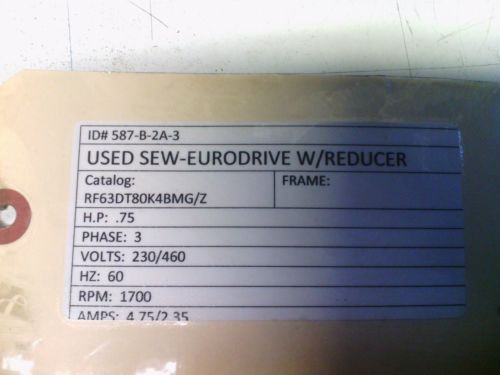 ID# 587-B-2A-3
USED SEW-EURODRIVE W/REDUCER
Catalog:
RF63DT80K4BMG/Z
FRAME:
H.P: .75
PHASE: 3
VOLTS: 230/460
HZ: 60
RPM: 1700
AMPS: 4.75/2.35